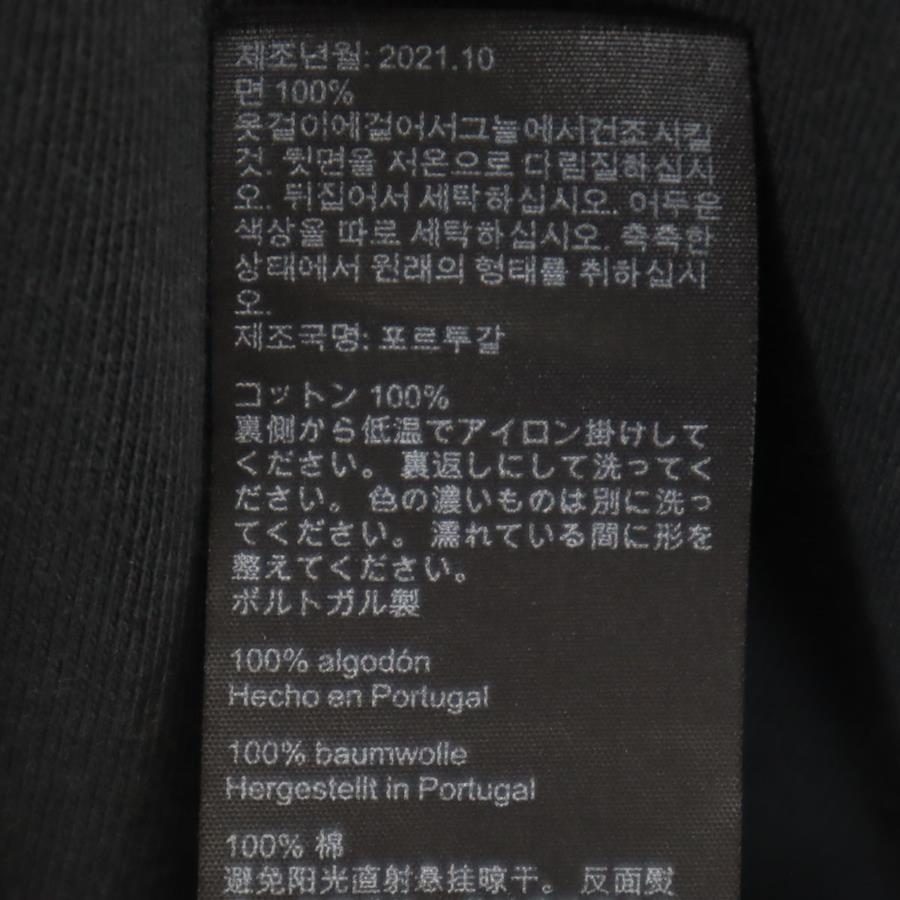 제조년월: 2021.10
면 100%
옷걸이에걸어서그늘에서건조시킬
것. 뒷면을 저온으로 다림질하십시
오. 뒤집어서 세탁하십시오. 어두운
색상을 따로 세탁하십시오. 축축한
상태에서 원래의 형태를 취하십시
오.
제조국명: 포르투갈
コットン 100%
裏側から低温でアイロン掛けして
ください。 裏返しにして洗ってく
ださい。 色の濃いものは別に洗っ
てください。 濡れている間に形を
整えてください。
ポルトガル製
100% algodón
Hecho en Portugal
100% baumwolle
Hergestellt in Portugal
100% 棉
避免阳光直射悬挂晾干。 反面熨